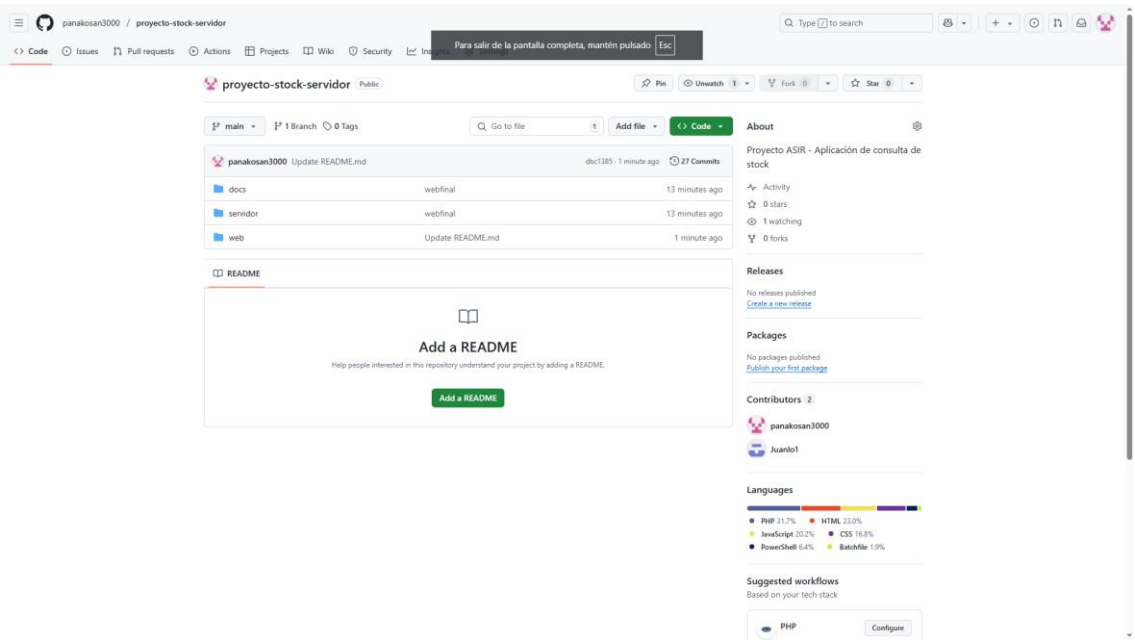 panakosan3000 / proyecto-stock-servidor
Type / to search
Code Issues Pull requests Actions Projects Wiki Security
Para salir de la pantalla completa, mantén pulsado Esc
proyecto-stock-servidor Public
Pin Unwatch 1 Fork 0 Star 0
main 1 Branch 0 Tags
Go to file t
Add file
<> Code
panakosan3000 Update README.md dbc1385 · 1 minute ago 27 Commits
docs webfinal 13 minutes ago
servidor webfinal 13 minutes ago
web Update README.md 1 minute ago
README
Add a README
Help people interested in this repository understand your project by adding a README.
Add a README
About
Proyecto ASIR - Aplicación de consulta de
stock
Activity
0 stars
1 watching
0 forks
Releases
No releases published
Create a new release
Packages
No packages published
Publish your first package
Contributors 2
panakosan3000
Juanlo1
Languages
PHP 31.7% HTML 23.0%
JavaScript 20.2% CSS 16.8%
PowerShell 6.4% Batchfile 1.9%
Suggested workflows
Based on your tech stack
PHP Configure